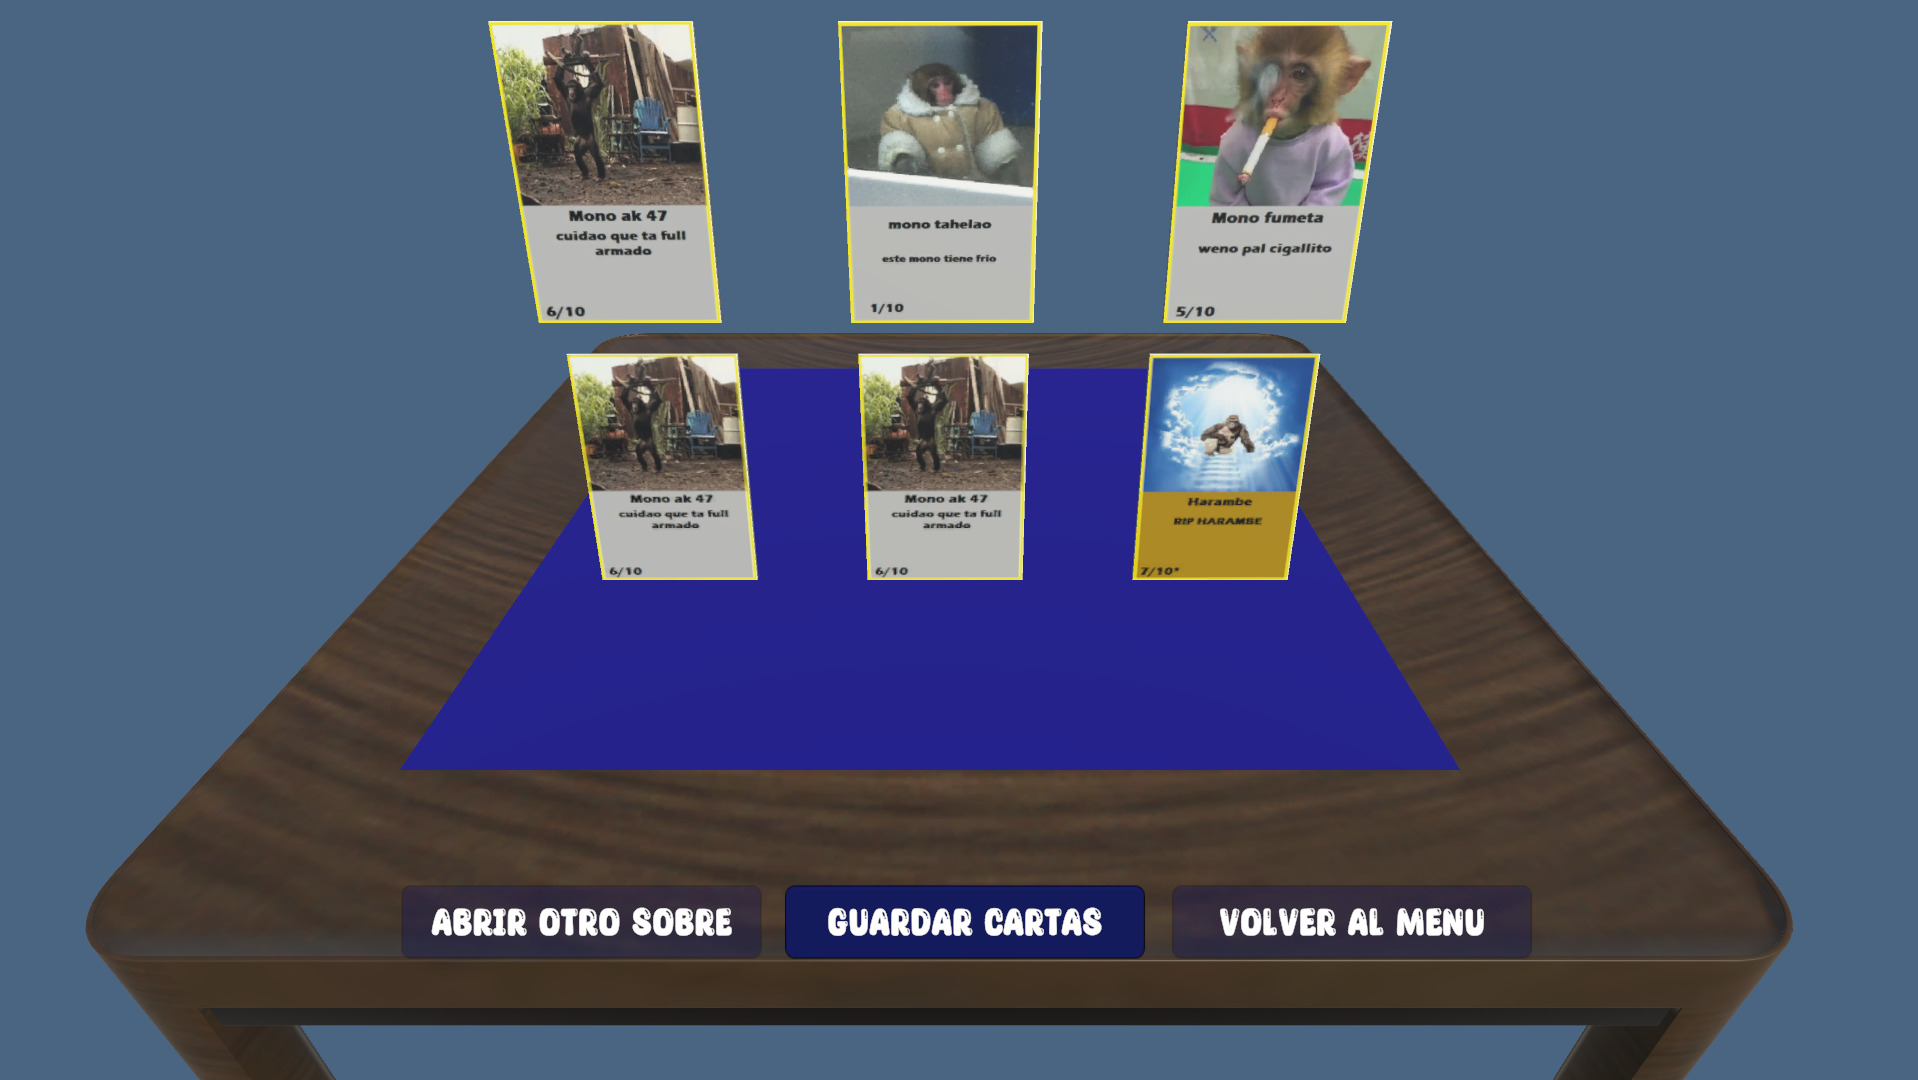 Mono ak 47
cuidao que ta full
armado
6/10
mono tahelao
este mono tiene frio
1/10
Mono fumeta
weno pal cigallito
5/10
Mono ak 47
cuidao que ta full
armado
6/10
Mono ak 47
cuidao que ta full
armado
6/10
Harambe
RIP HARAMBE
7/10*
ABRIR OTRO SOBRE
GUARDAR CARTAS
VOLVER AL MENU